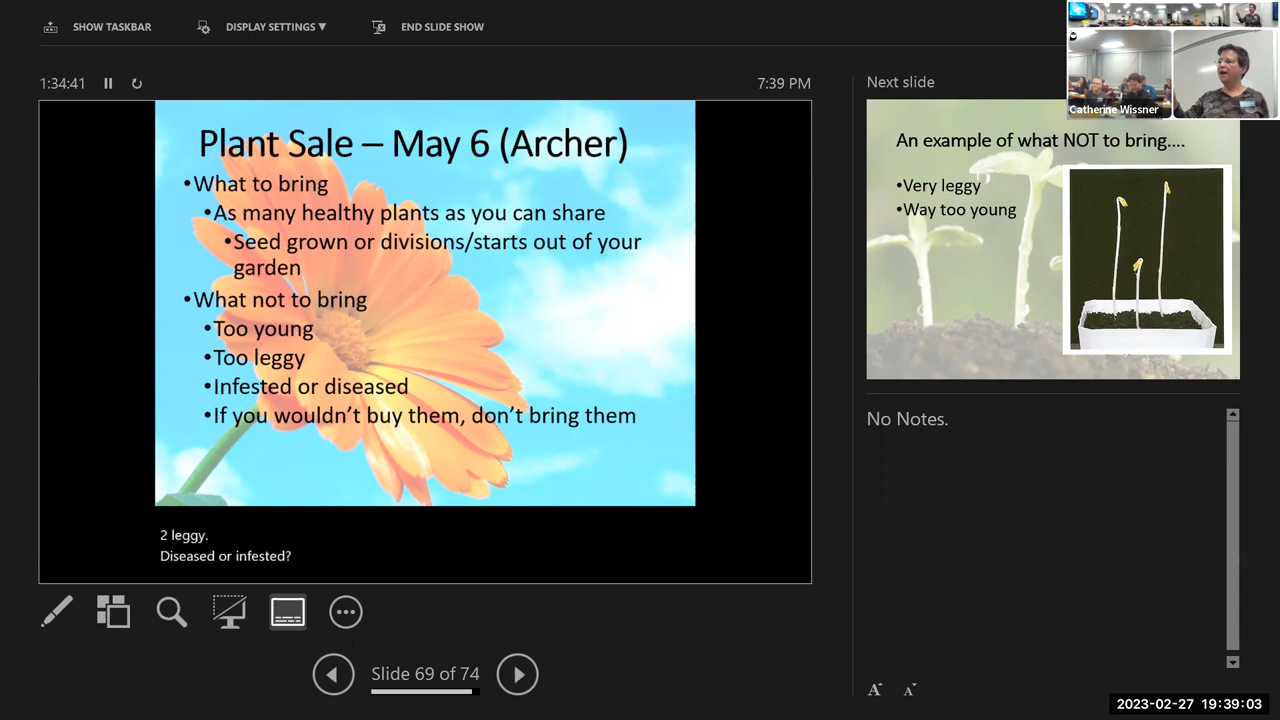 SHOW TASKBAR
DISPLAY SETTINGS ▼
END SLIDE SHOW
1:34:41
7:39 PM
Plant Sale – May 6 (Archer)
•What to bring
•As many healthy plants as you can share
•Seed grown or divisions/starts out of your
garden
•What not to bring
•Too young
•Too leggy
•Infested or diseased
•If you wouldn't buy them, don't bring them
2 leggy.
Diseased or infested?
Slide 69 of 74
Next slide
Catherine Wissner
An example of what NOT to bring....
•Very leggy
•Way too young
No Notes.
A A
2023-02-27 19:39:03